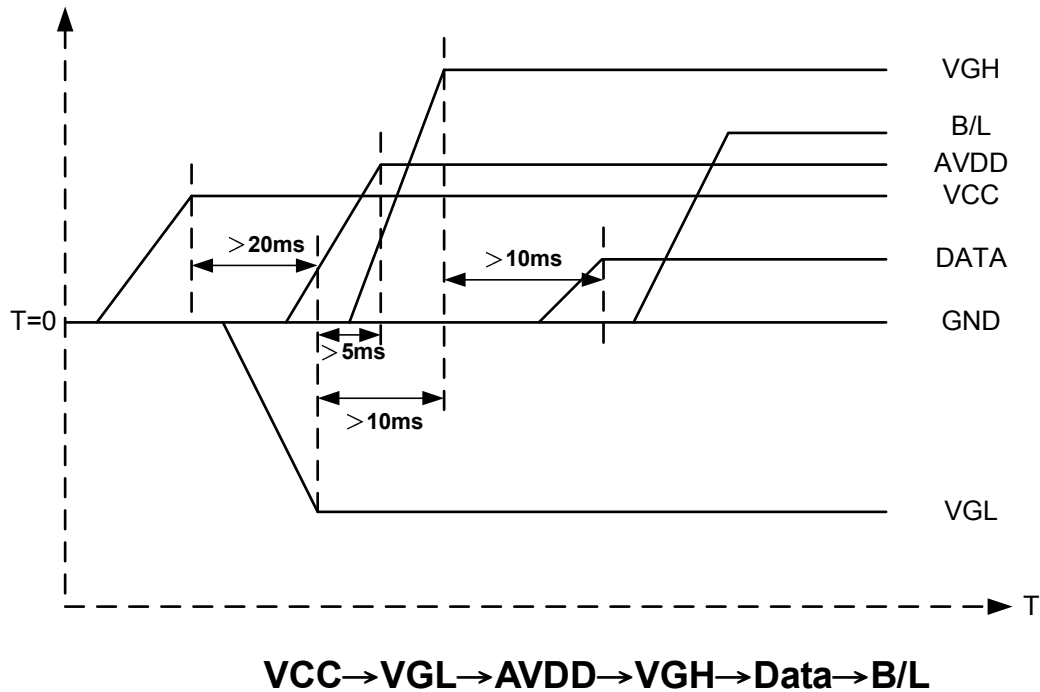 VGH
B/L
AVDD
VCC
＞20ms
＞10ms
DATA
T=0
GND
＞5ms
＞10ms
VGL
T
VCC→VGL→AVDD→VGH→Data→B/L